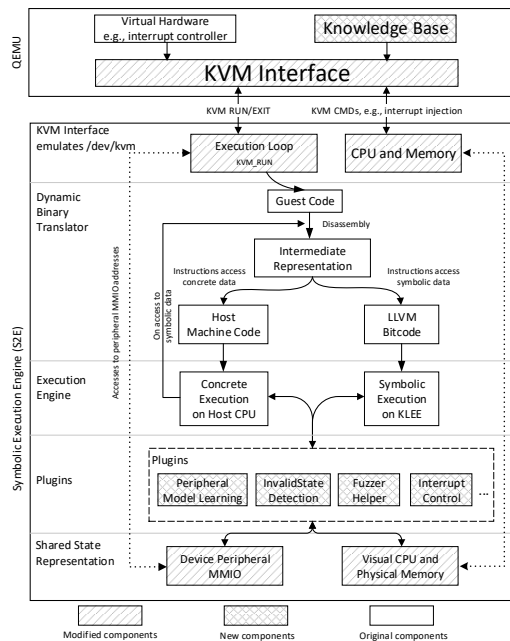 QEMU
Virtual Hardware
e.g., interrupt controller
Knowledge Base
KVM Interface
KVM RUN/EXIT
KVM CMDs, e.g., interrupt injection
Symbolic Execution Engine (S2E)
KVM Interface
emulates /dev/kvm
Execution Loop
KVM_RUN
CPU and Memory
Accesses to peripheral MMIO addresses
Dynamic
Binary
Translator
Guest Code
Disassembly
Intermediate
Representation
On access to
symbolic data
Instructions access
concrete data
Instructions access
symbolic data
Host
Machine Code
LLVM
Bitcode
Execution
Engine
Concrete
Execution
on Host CPU
Symbolic
Execution
on KLEE
Plugins
Plugins
Peripheral
Model Learning
InvalidState
Detection
Fuzzer
Helper
Interrupt
Control
...
Shared State
Representation
Device Peripheral
MMIO
Visual CPU and
Physical Memory
Modified components
New components
Original components